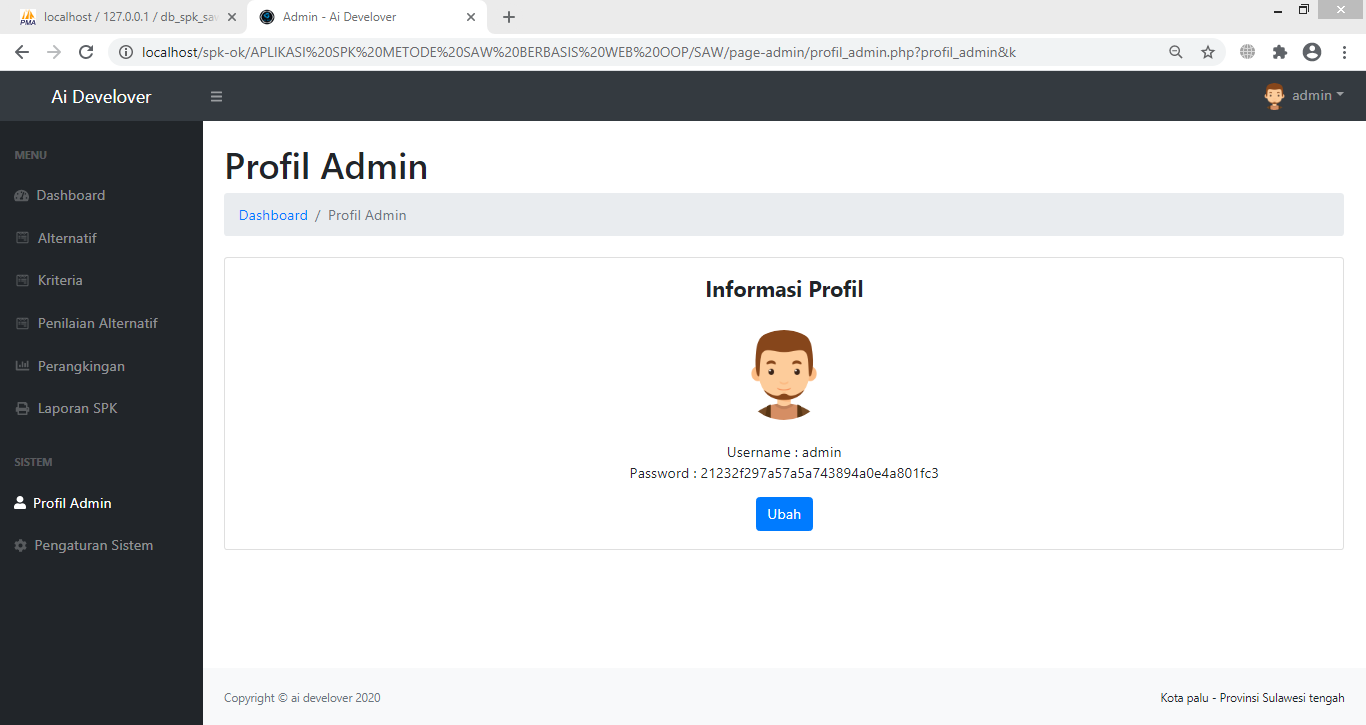 localhost / 127.0.0.1 / db_spk_sa
Admin - Ai Develover
localhost/spk-ok/APLIKASI%20SPK%20METODE%20SAW%20BERBASIS%20WEB%20OOP/SAW/page-admin/profil_admin.php?profil_admin&k
Ai Develover
admin
MENU
Dashboard
Alternatif
Kriteria
Penilaian Alternatif
Perangkingan
Laporan SPK
SISTEM
Profil Admin
Pengaturan Sistem
Profil Admin
Dashboard / Profil Admin
Informasi Profil
Username : admin
Password : 21232f297a57a5a743894a0e4a801fc3
Ubah
Copyright © ai develover 2020
Kota palu - Provinsi Sulawesi tengah